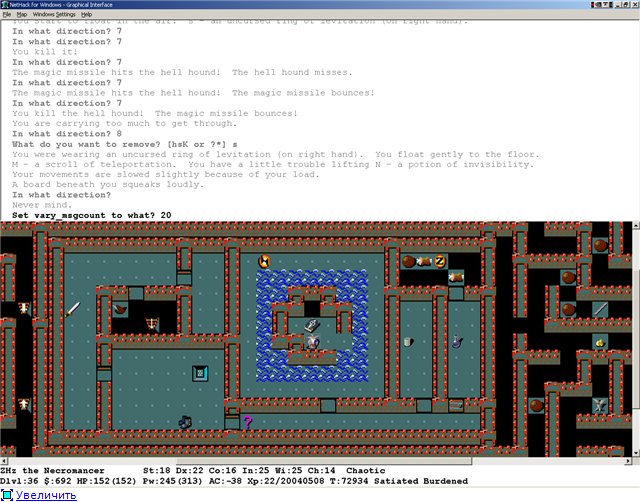 NetHack for Windows - Graphical Interface
File Map Windows Settings Help
You start to float in the air! s - an uncursed ring of levitation (on right hand).
In what direction? 7
In what direction? 7
You kill it!
In what direction? 7
The magic missile hits the hell hound! The hell hound misses.
In what direction? 7
The magic missile hits the hell hound! The magic missile bounces!
In what direction? 7
You kill the hell hound! The magic missile bounces!
You are carrying too much to get through.
In what direction? 8
What do you want to remove? [hsK or ?*] s
You were wearing an uncursed ring of levitation (on right hand). You float gently to the floor.
M - a scroll of teleportation. You have a little trouble lifting N - a potion of invisibility.
Your movements are slowed slightly because of your load.
A board beneath you squeaks loudly.
In what direction?
Never mind.
Set vary_msgcount to what? 20
ZHz the Necromancer St:18 Dx:22 Co:16 In:25 Wi:25 Ch:14 Chaotic
Dlvl:36 $:692 HP:152(152) Pw:245(313) AC:-38 Xp:22/20040508 T:72934 Satiated Burdened
Увеличить